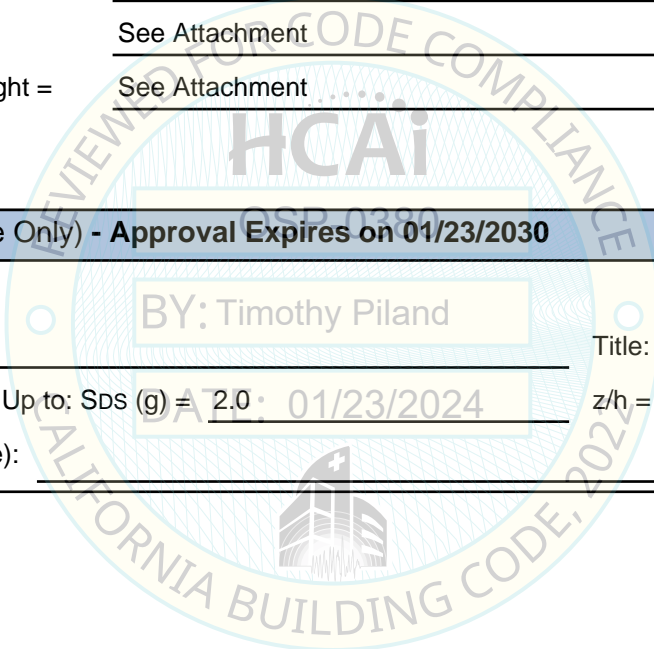 See Attachment
ght = See Attachment
REVIEWED FOR CODE COMPLIANCE
HCAi
e Only) - Approval Expires on 01/23/2030
OSP-0380
BY: Timothy Piland
Title:
Up to: SDS (g) = 2.0 z/h =
DATE: 01/23/2024
e):
CALIFORNIA BUILDING CODE, 2022